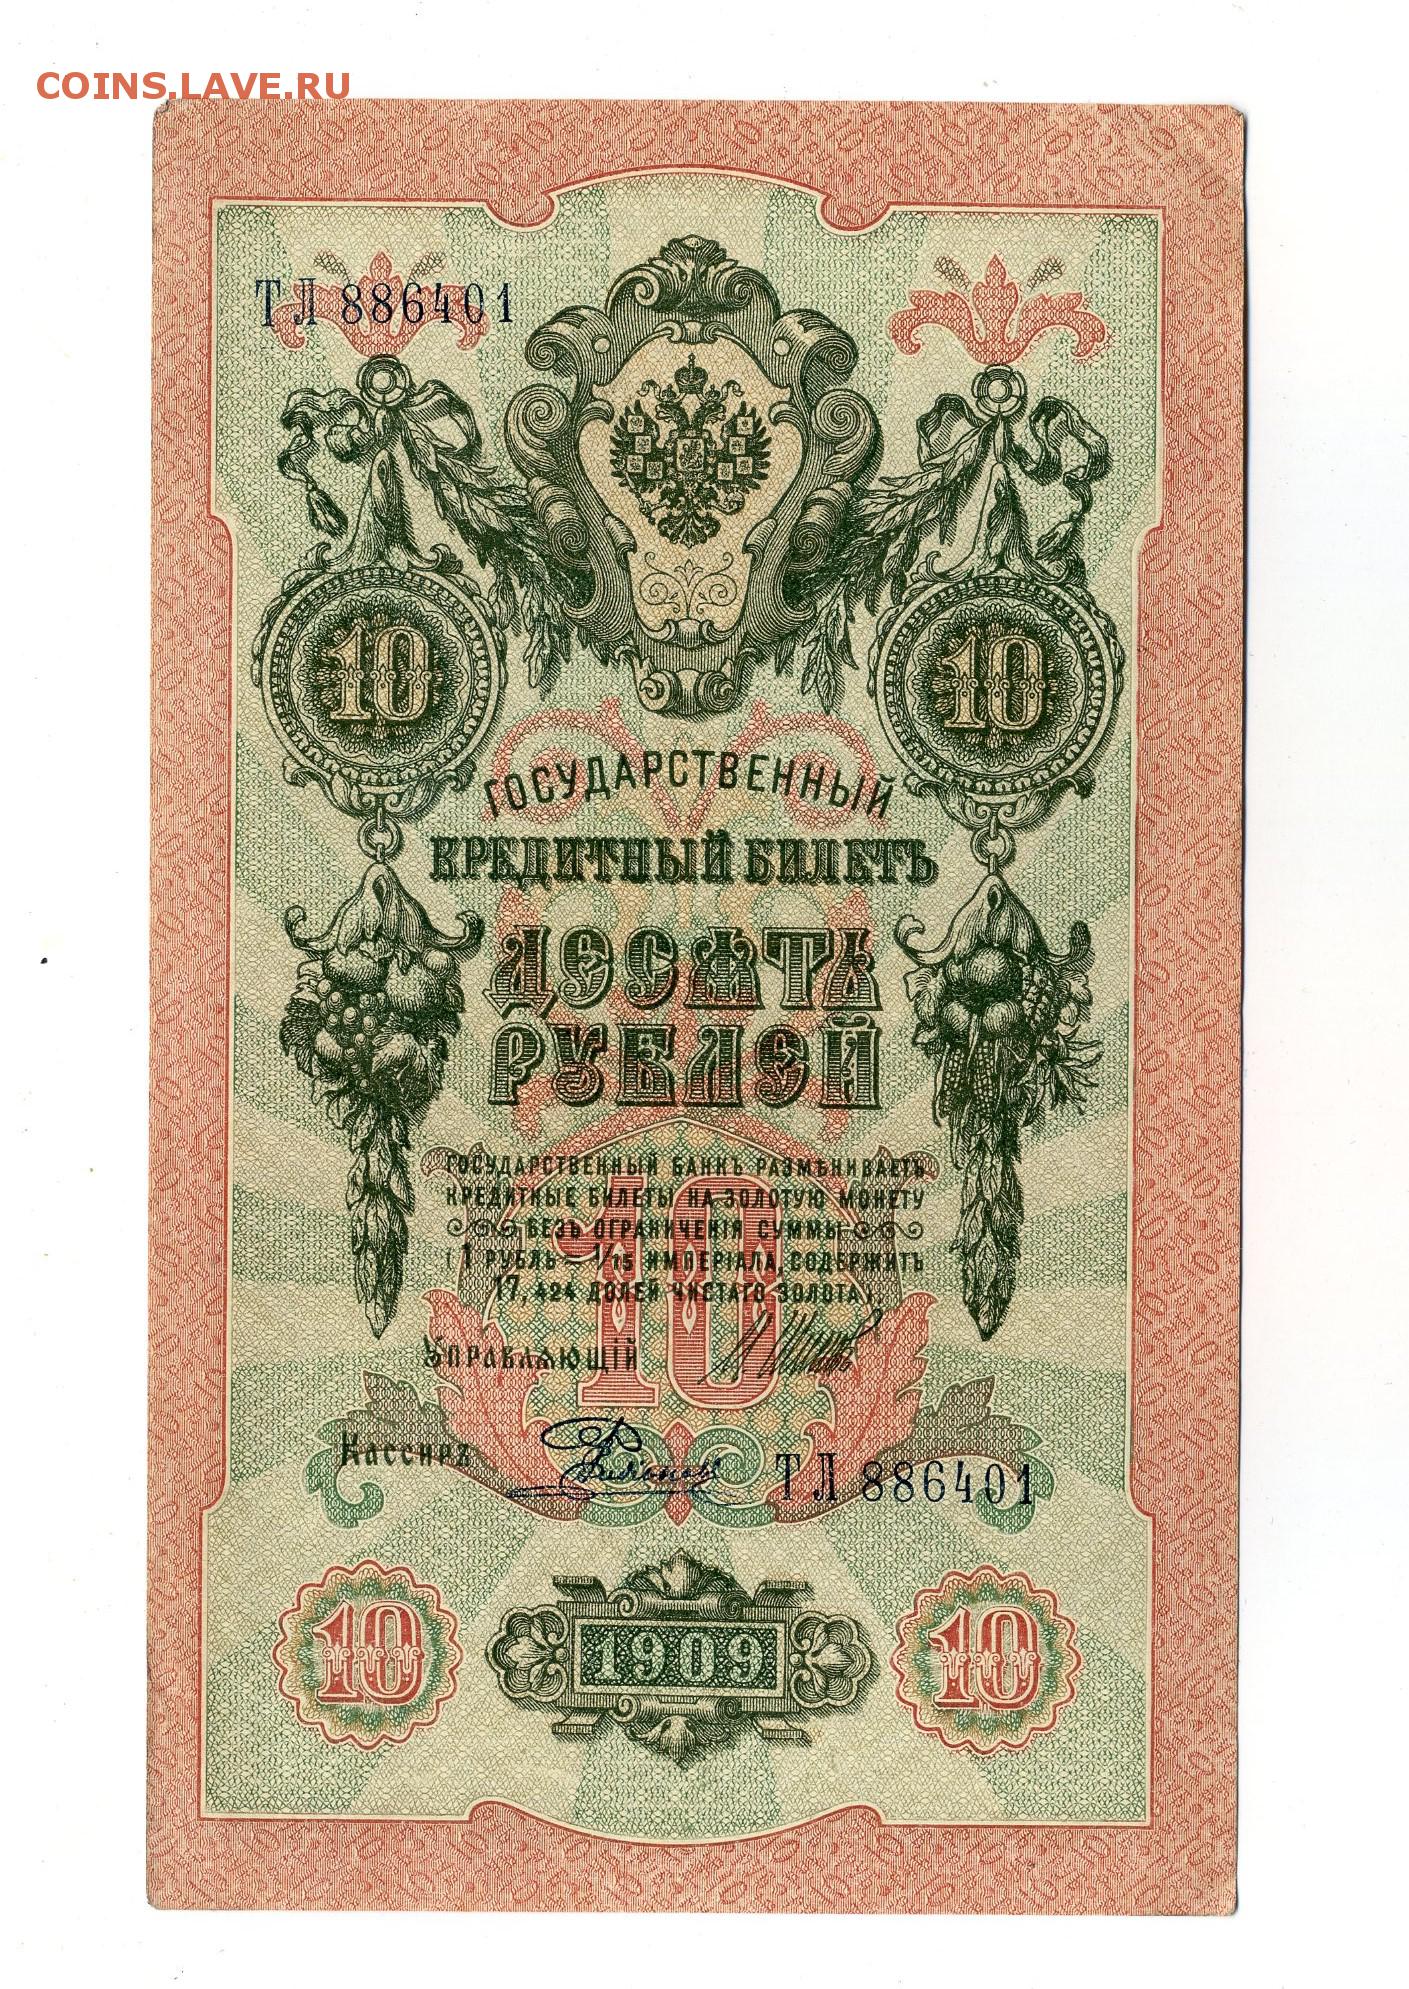 COINS.LAVE.RU
ТЛ 886401
10 10
ГОСУДАРСТВЕННЫЙ
КРЕДИТНЫЙ БИЛЕТЪ
ДЕСЯТЬ
РУБЛЕЙ
ГОСУДАРСТВЕННЫЙ БАНКЪ РАЗМѢНИВАЕТЪ
КРЕДИТНЫЕ БИЛЕТЫ НА ЗОЛОТУЮ МОНЕТУ
БЕЗЪ ОГРАНИЧЕНІЯ СУММЫ
(1 РУБЛЬ = 1/15 ИМПЕРІАЛА, СОДЕРЖИТЪ
17,424 ДОЛЕЙ ЧИСТАГО ЗОЛОТА).
10
УПРАВЛЯЮЩІЙ
Кассиръ
ТЛ 886401
10 1909 10